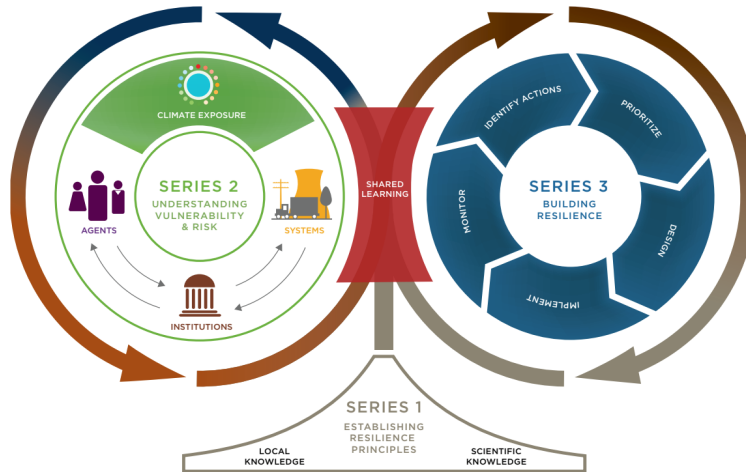 CLIMATE EXPOSURE
SERIES 2
UNDERSTANDING
VULNERABILITY
& RISK
AGENTS
SYSTEMS
INSTITUTIONS
SHARED
LEARNING
SERIES 3
BUILDING
RESILIENCE
IDENTIFY ACTIONS
PRIORITIZE
DESIGN
IMPLEMENT
MONITOR
SERIES 1
ESTABLISHING
RESILIENCE
PRINCIPLES
LOCAL
KNOWLEDGE
SCIENTIFIC
KNOWLEDGE